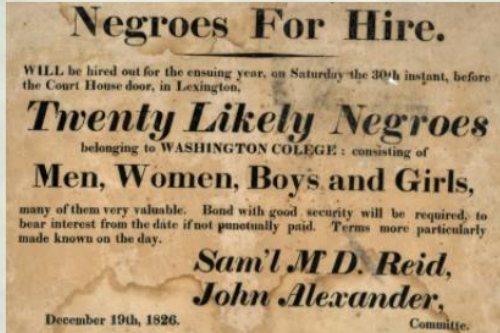 Negroes For Hire.
WILL be hired out for the ensuing year, on Saturday the 30th instant, before
the Court House door, in Lexington,
Twenty Likely Negroes
belonging to WASHINGTON COLEGE : consisting of
Men, Women, Boys and Girls,
many of them very valuable. Bond with good security will be required, to
bear interest from the date if not punctually paid. Terms more particularly
made known on the day.
Sam'l M'D. Reid,
John Alexander,
December 19th, 1826. Committe.